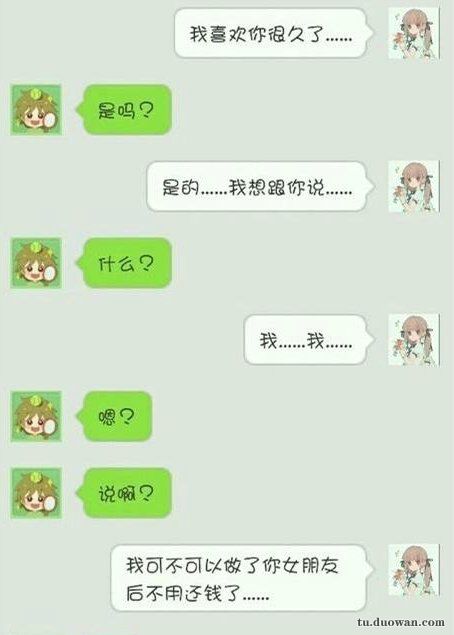 我喜欢你很久了......
是吗？
是的......我想跟你说......
什么？
我......我......
嗯？
说啊？
我可不可以做了你女朋友
后不用还钱了......
tu.duowan.com